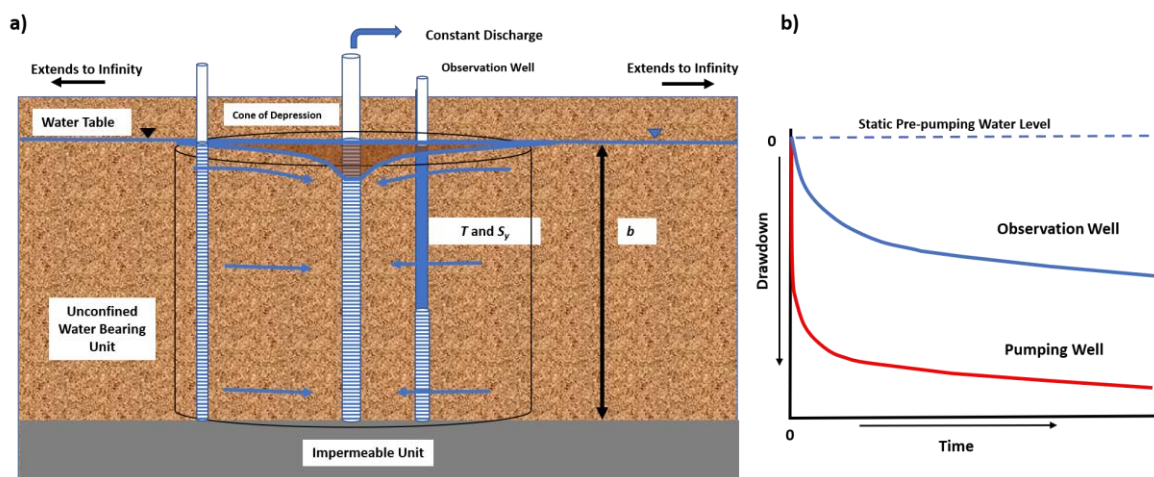 a)
Constant Discharge
Observation Well
Extends to Infinity
Extends to Infinity
Cone of Depression
Water Table
T and Sy
b
Unconfined
Water Bearing
Unit
Impermeable Unit
b)
Static Pre-pumping Water Level
0
Drawdown
Observation Well
Pumping Well
0
Time